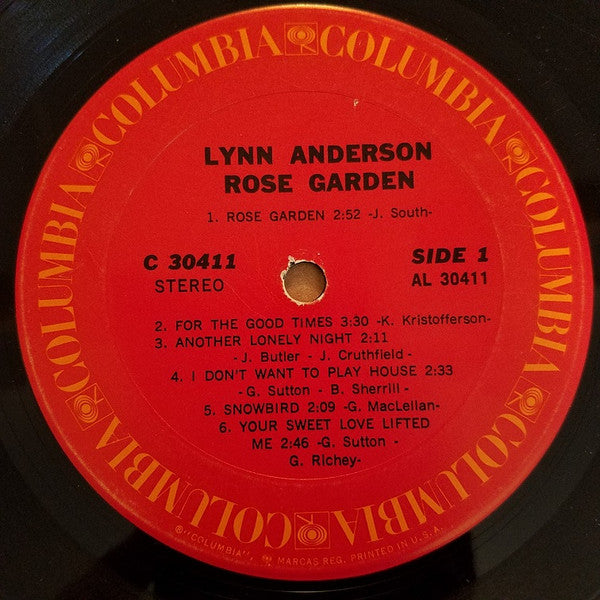 COLUMBIA COLUMBIA COLUMBIA COLUMBIA COLUMBIA COLUMBIA
LYNN ANDERSON
ROSE GARDEN
1. ROSE GARDEN 2:52 -J. South-
C 30411
STEREO
SIDE 1
AL 30411
2. FOR THE GOOD TIMES 3:30 -K. Kristofferson-
3. ANOTHER LONELY NIGHT 2:11
- J. Butler - J. Cruthfield -
4. I DON'T WANT TO PLAY HOUSE 2:33
- G. Sutton - B. Sherrill -
5. SNOWBIRD 2:09 -G. MacLellan-
6. YOUR SWEET LOVE LIFTED
ME 2:46 -G. Sutton -
G. Richey-
® "COLUMBIA", MARCAS REG. PRINTED IN U.S.A.